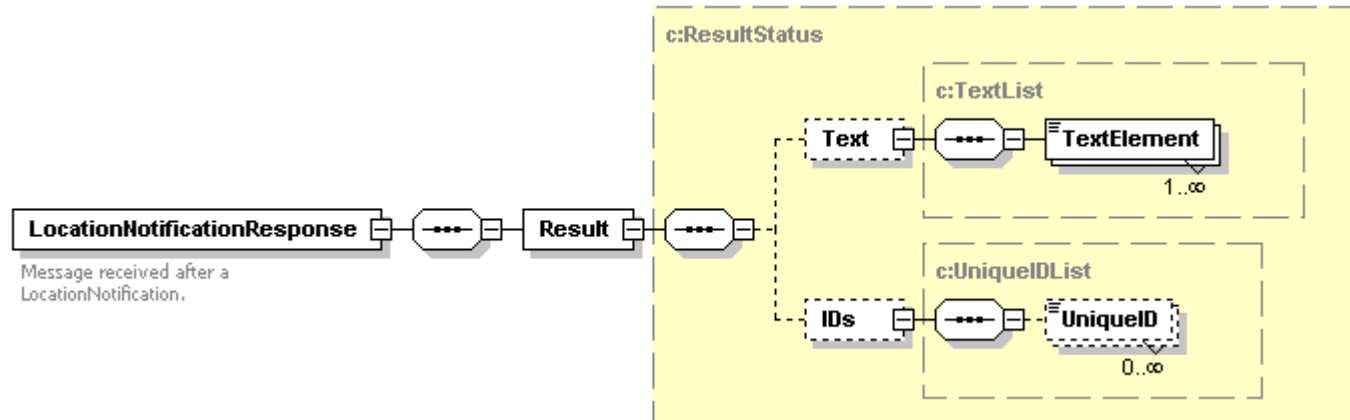 c:ResultStatus
c:TextList
Text
TextElement
1..∞
LocationNotificationResponse
Result
Message received after a
LocationNotification.
c:UniqueIDList
IDs
UniqueID
0..∞